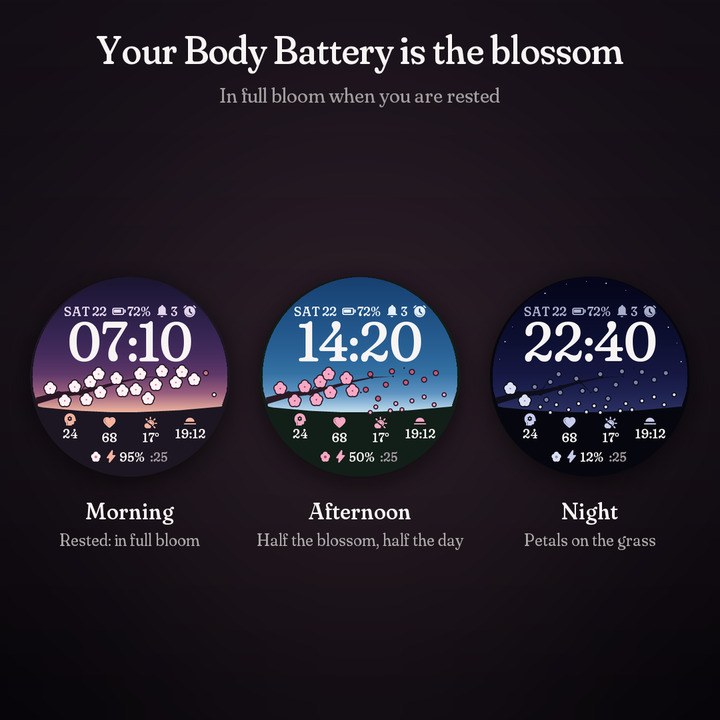 Your Body Battery is the blossom
In full bloom when you are rested
SAT 22 72% 3
07:10
24 68 17° 19:12
95% :25
SAT 22 72% 3
14:20
24 68 17° 19:12
50% :25
SAT 22 72% 3
22:40
24 68 17° 19:12
12% :25
Morning
Rested: in full bloom
Afternoon
Half the blossom, half the day
Night
Petals on the grass